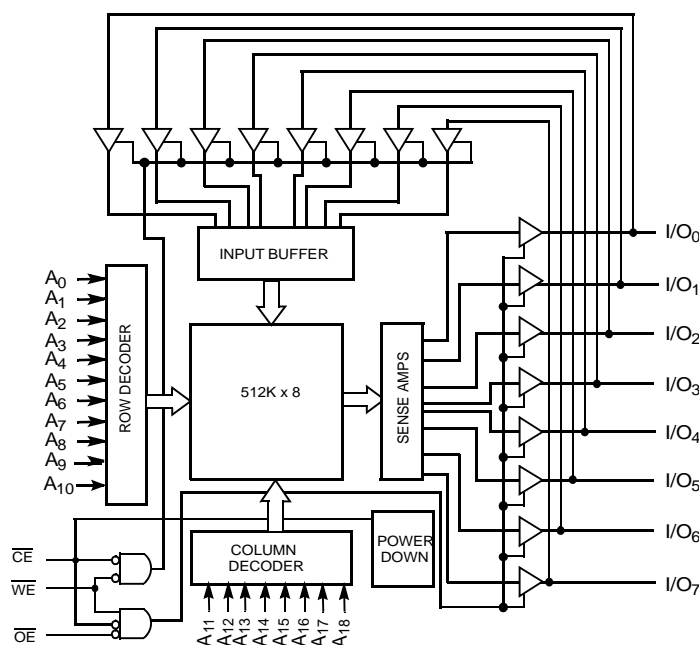 INPUT BUFFER
I/O0
A0
I/O1
A1
A2
I/O2
A3
A4
512K x 8
I/O3
A5
A6
I/O4
A7
A8
I/O5
A9
A10
ROW DECODER
SENSE AMPS
I/O6
CE
COLUMN
DECODER
POWER
DOWN
WE
I/O7
OE
A11
A12
A13
A14
A15
A16
A17
A18